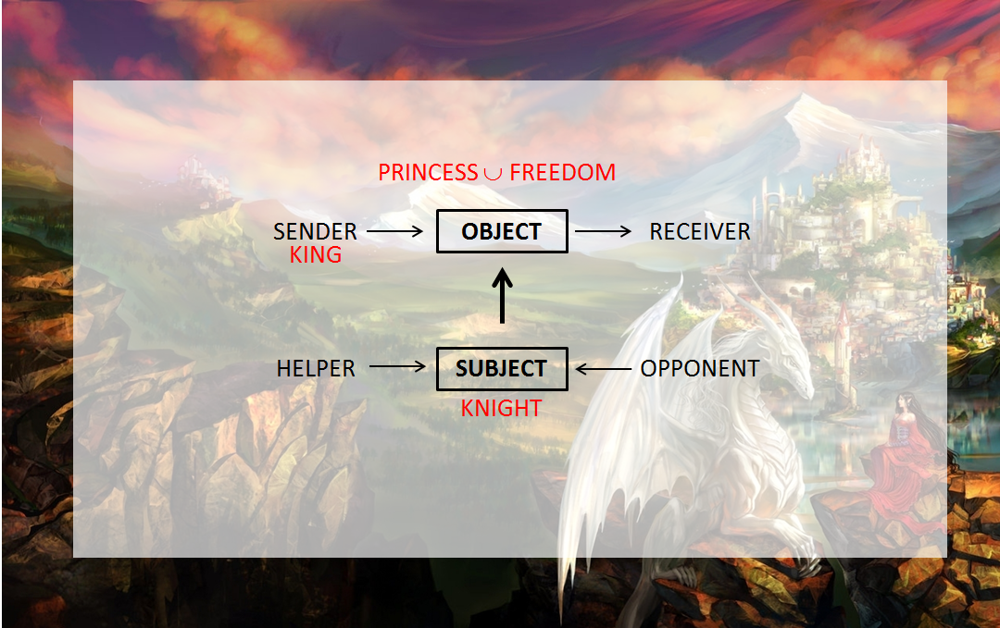 PRINCESS ◡ FREEDOM
SENDER OBJECT RECEIVER
KING
HELPER SUBJECT OPPONENT
KNIGHT